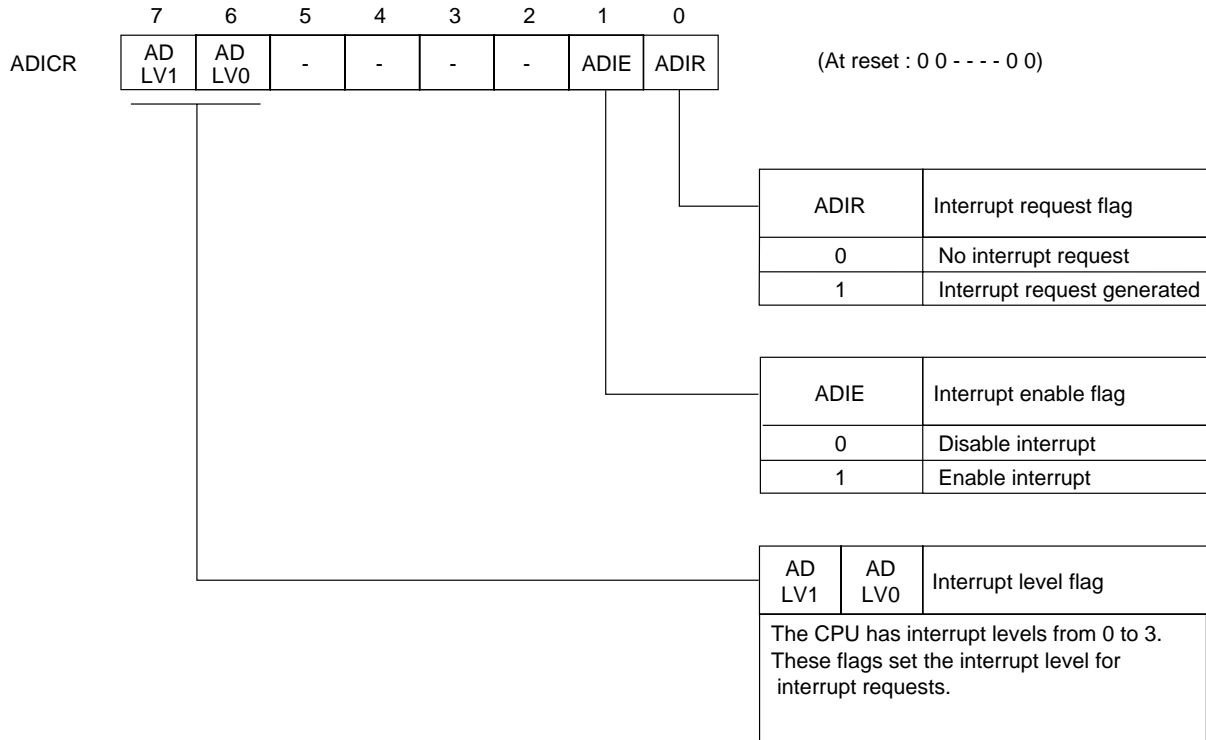 7 6 5 4 3 2 1 0
ADICR AD LV1 AD LV0 - - - - ADIE ADIR (At reset : 0 0 - - - - 0 0)
ADIR Interrupt request flag
0 No interrupt request
1 Interrupt request generated
ADIE Interrupt enable flag
0 Disable interrupt
1 Enable interrupt
AD LV1 AD LV0 Interrupt level flag
The CPU has interrupt levels from 0 to 3.
These flags set the interrupt level for
interrupt requests.